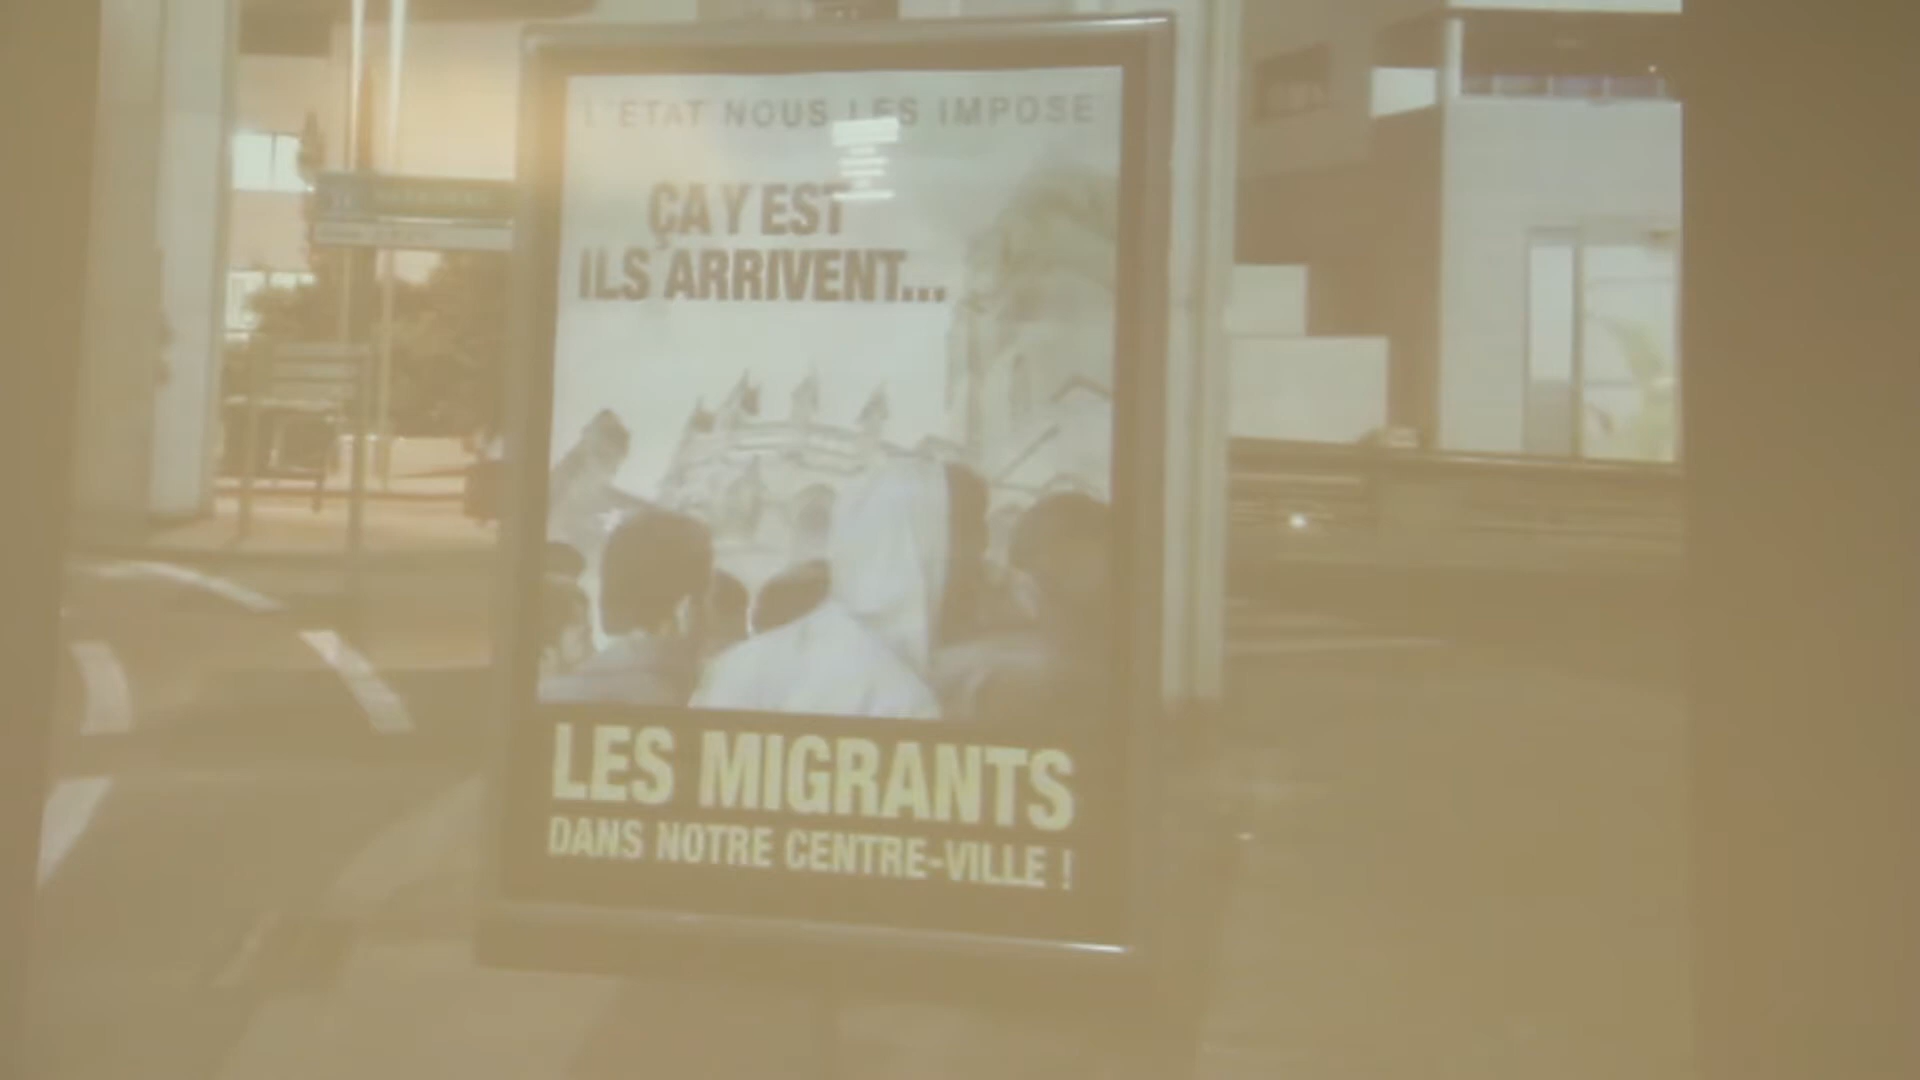 L'ETAT NOUS LES IMPOSE
ÇA Y EST
ILS ARRIVENT...
LES MIGRANTS
DANS NOTRE CENTRE-VILLE !